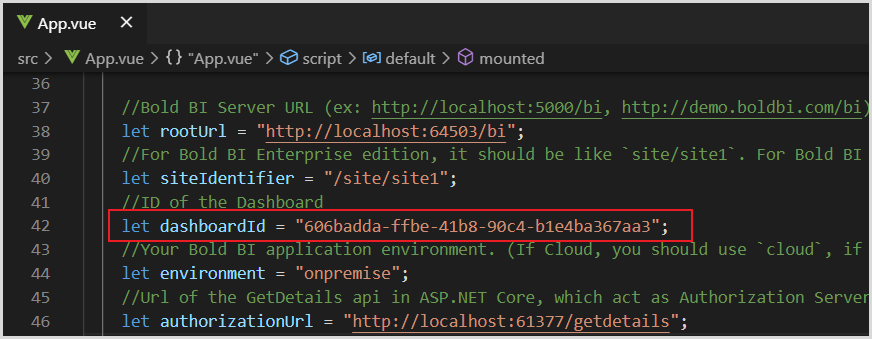 App.vue ×
src > App.vue > {} "App.vue" > script > default > mounted
36
37 //Bold BI Server URL (ex: http://localhost:5000/bi, http://demo.boldbi.com/bi)
38 let rootUrl = "http://localhost:64503/bi";
39 //For Bold BI Enterprise edition, it should be like `site/site1`. For Bold BI
40 let siteIdentifier = "/site/site1";
41 //ID of the Dashboard
42 let dashboardId = "606badda-ffbe-41b8-90c4-b1e4ba367aa3";
43 //Your Bold BI application environment. (If Cloud, you should use `cloud`, if
44 let environment = "onpremise";
45 //Url of the GetDetails api in ASP.NET Core, which act as Authorization Server
46 let authorizationUrl = "http://localhost:61377/getdetails";